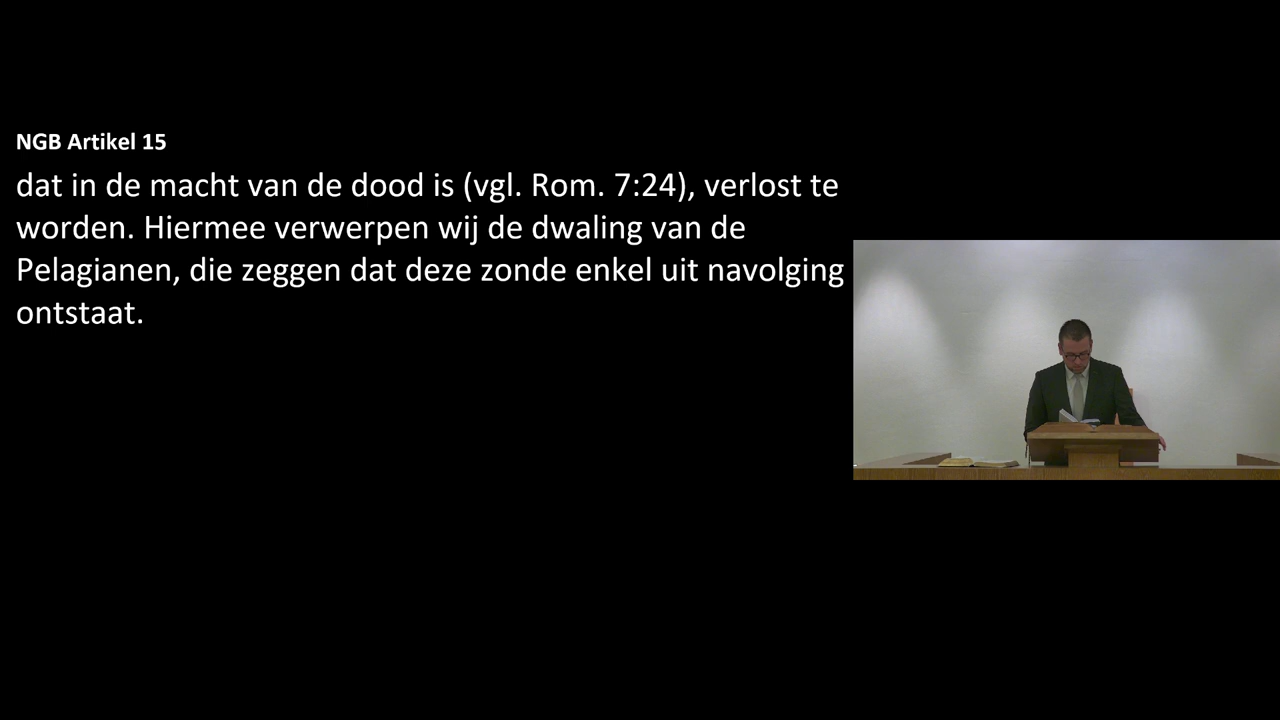 NGB Artikel 15
dat in de macht van de dood is (vgl. Rom. 7:24), verlost te
worden. Hiermee verwerpen wij de dwaling van de
Pelagianen, die zeggen dat deze zonde enkel uit navolging
ontstaat.